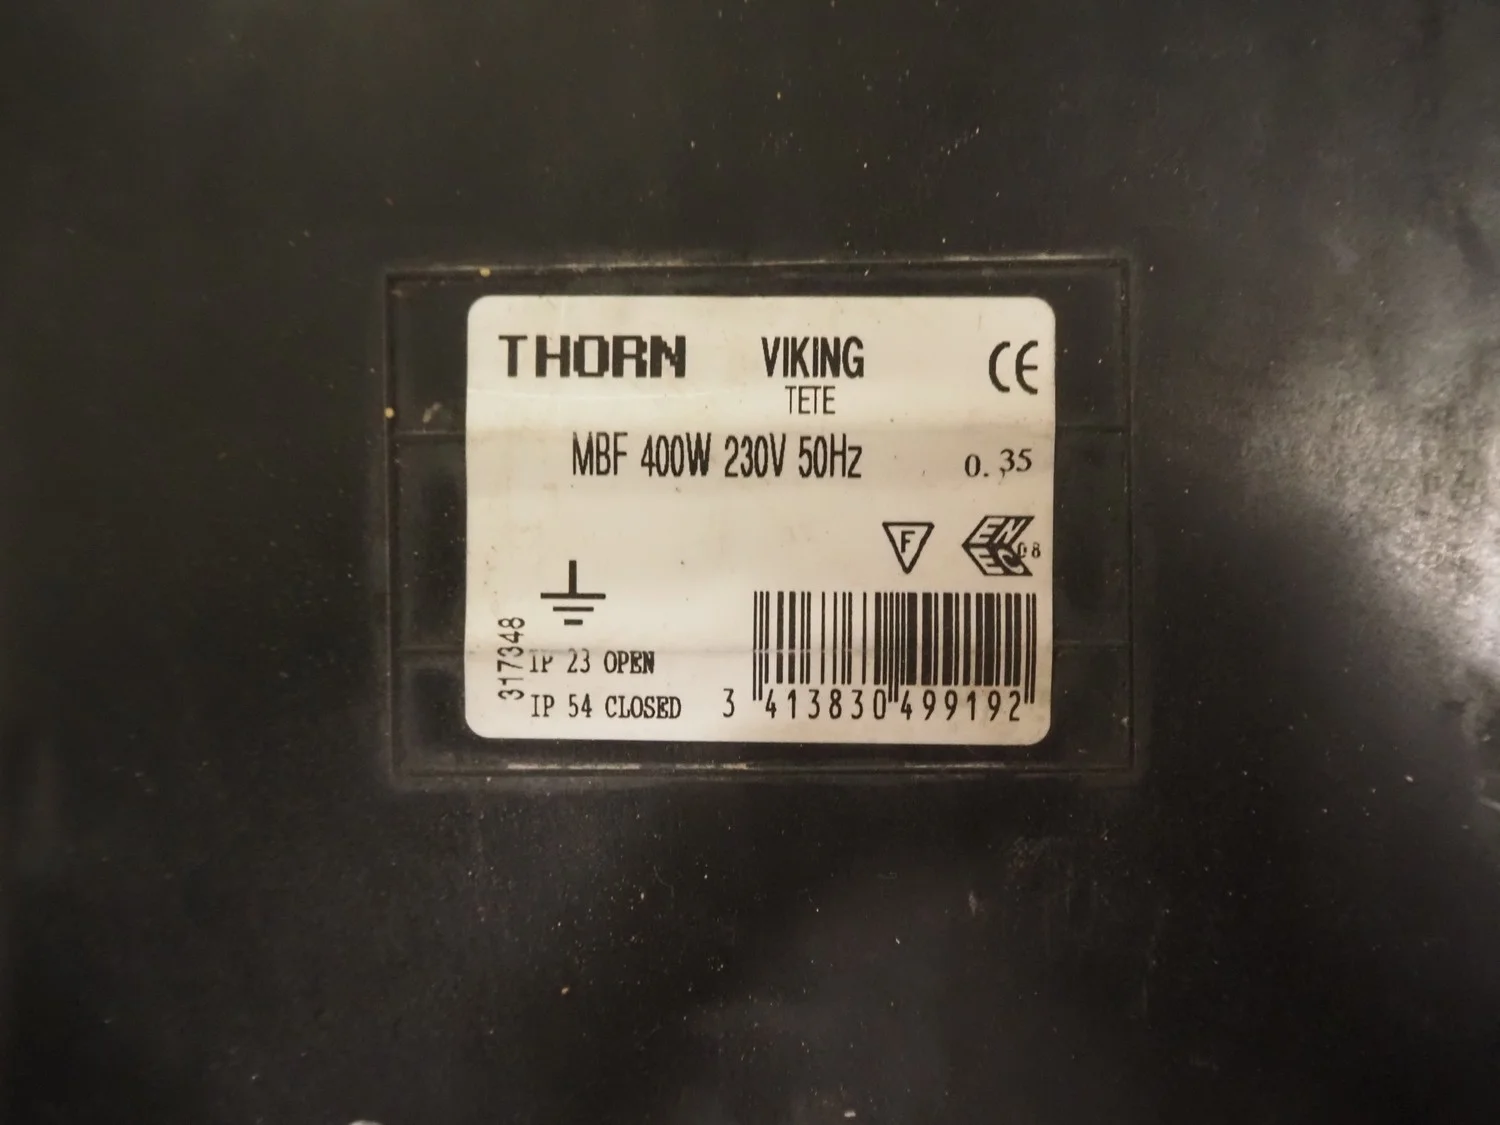 THORN VIKING CE
TETE
MBF 400W 230V 50Hz 0.35
F ENEC 08
317348
IP 23 OPEN
IP 54 CLOSED
3 413830 499192